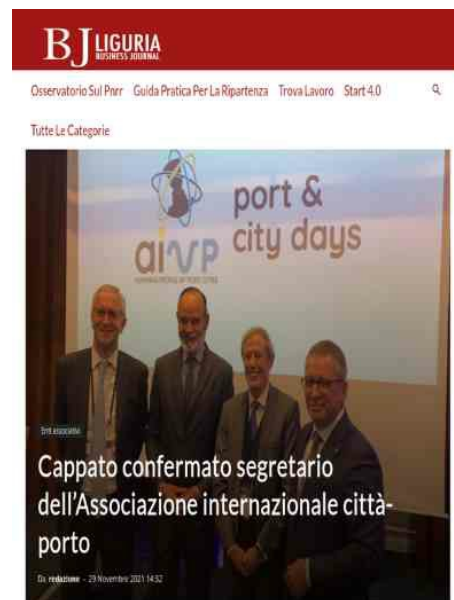 BJ LIGURIA
BUSINESS JOURNAL
Osservatorio Sul Pnrr Guida Pratica Per La Ripartenza Trova Lavoro Start 4.0
Tutte Le Categorie
port &
city days
aivp
Cappato confermato segretario
dell'Associazione internazionale città-
porto
Da redazione - 29 Novembre 2021 14:52